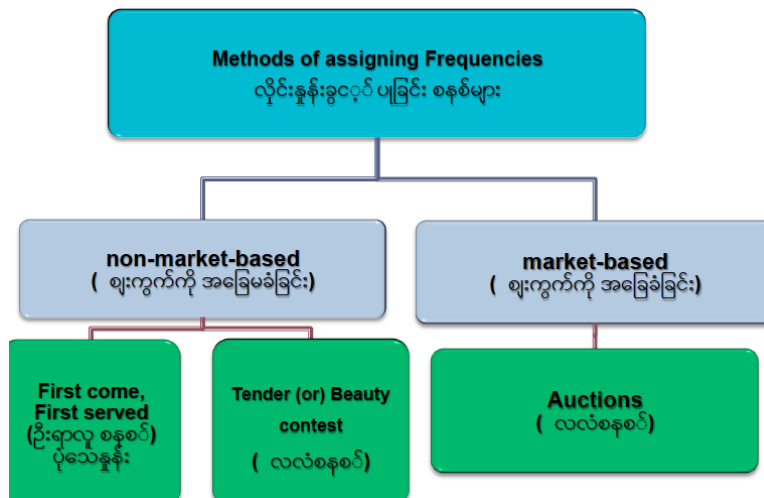 Methods of assigning Frequencies
လှိုင်းနှုန်းခွင့်ပြုခြင်း စနစ်များ
non-market-based
( ဈးကွက်ကို အခြေမခံခြင်း)
market-based
( ဈးကွက်ကို အခြေခံခြင်း)
First come,
First served
(ဦးရာလူ စနစ်)
ပုံသေနှုန်း
Tender (or) Beauty
contest
( လေလံစနစ်)
Auctions
( လေလံစနစ်)